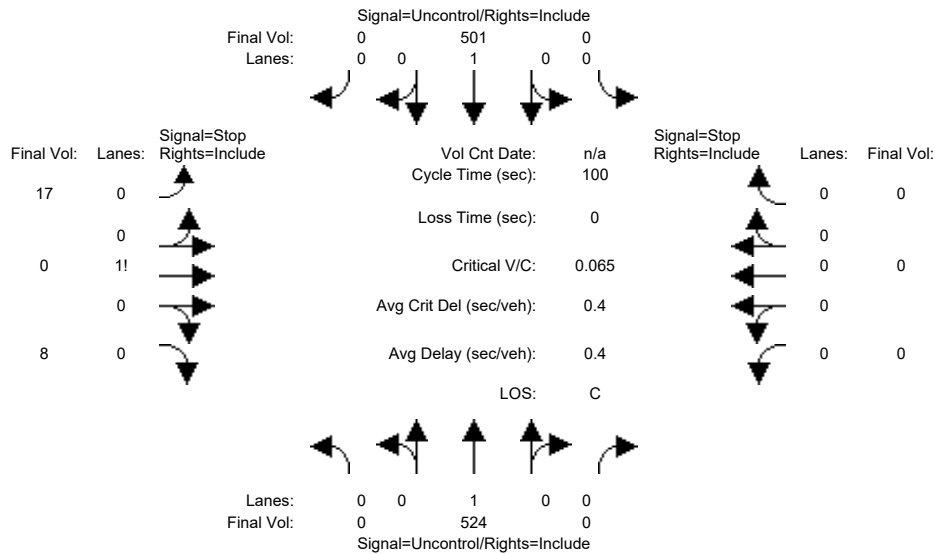 Signal=Uncontrol/Rights=Include
Final Vol: 0 501 0
Lanes: 0 0 1 0 0
Signal=Stop Signal=Stop
Final Vol: Lanes: Rights=Include Vol Cnt Date: n/a Rights=Include Lanes: Final Vol:
Cycle Time (sec): 100
17 0 0 0
Loss Time (sec): 0
0 0
0 1! Critical V/C: 0.065 0 0
0 Avg Crit Del (sec/veh): 0.4 0
8 0 Avg Delay (sec/veh): 0.4 0 0
LOS: C
Lanes: 0 0 1 0 0
Final Vol: 0 524 0
Signal=Uncontrol/Rights=Include